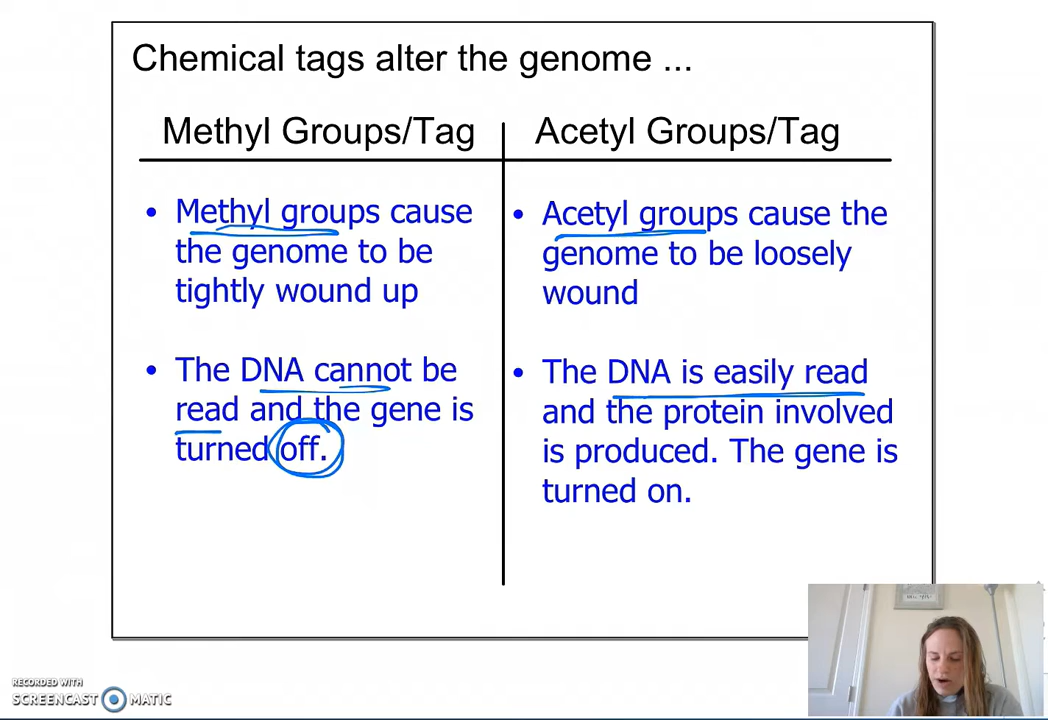 Chemical tags alter the genome ...
Methyl Groups/Tag
Acetyl Groups/Tag
• Methyl groups cause
the genome to be
tightly wound up
• The DNA cannot be
read and the gene is
turned off.
• Acetyl groups cause the
genome to be loosely
wound
• The DNA is easily read
and the protein involved
is produced. The gene is
turned on.
RECORDED WITH
SCREENCAST MATIC